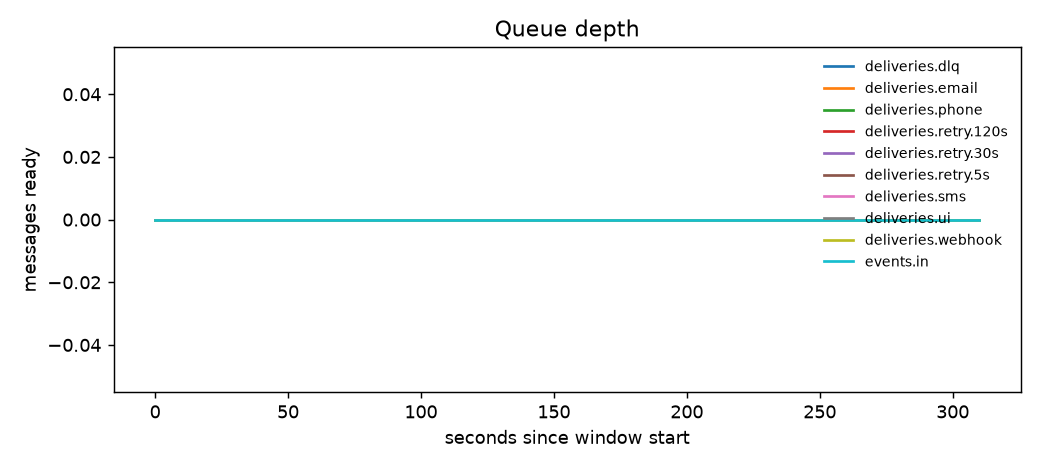 Queue depth
deliveries.dlq
deliveries.email
deliveries.phone
deliveries.retry.120s
deliveries.retry.30s
deliveries.retry.5s
deliveries.sms
deliveries.ui
deliveries.webhook
events.in
messages ready
0.04
0.02
0.00
−0.02
−0.04
0 50 100 150 200 250 300
seconds since window start